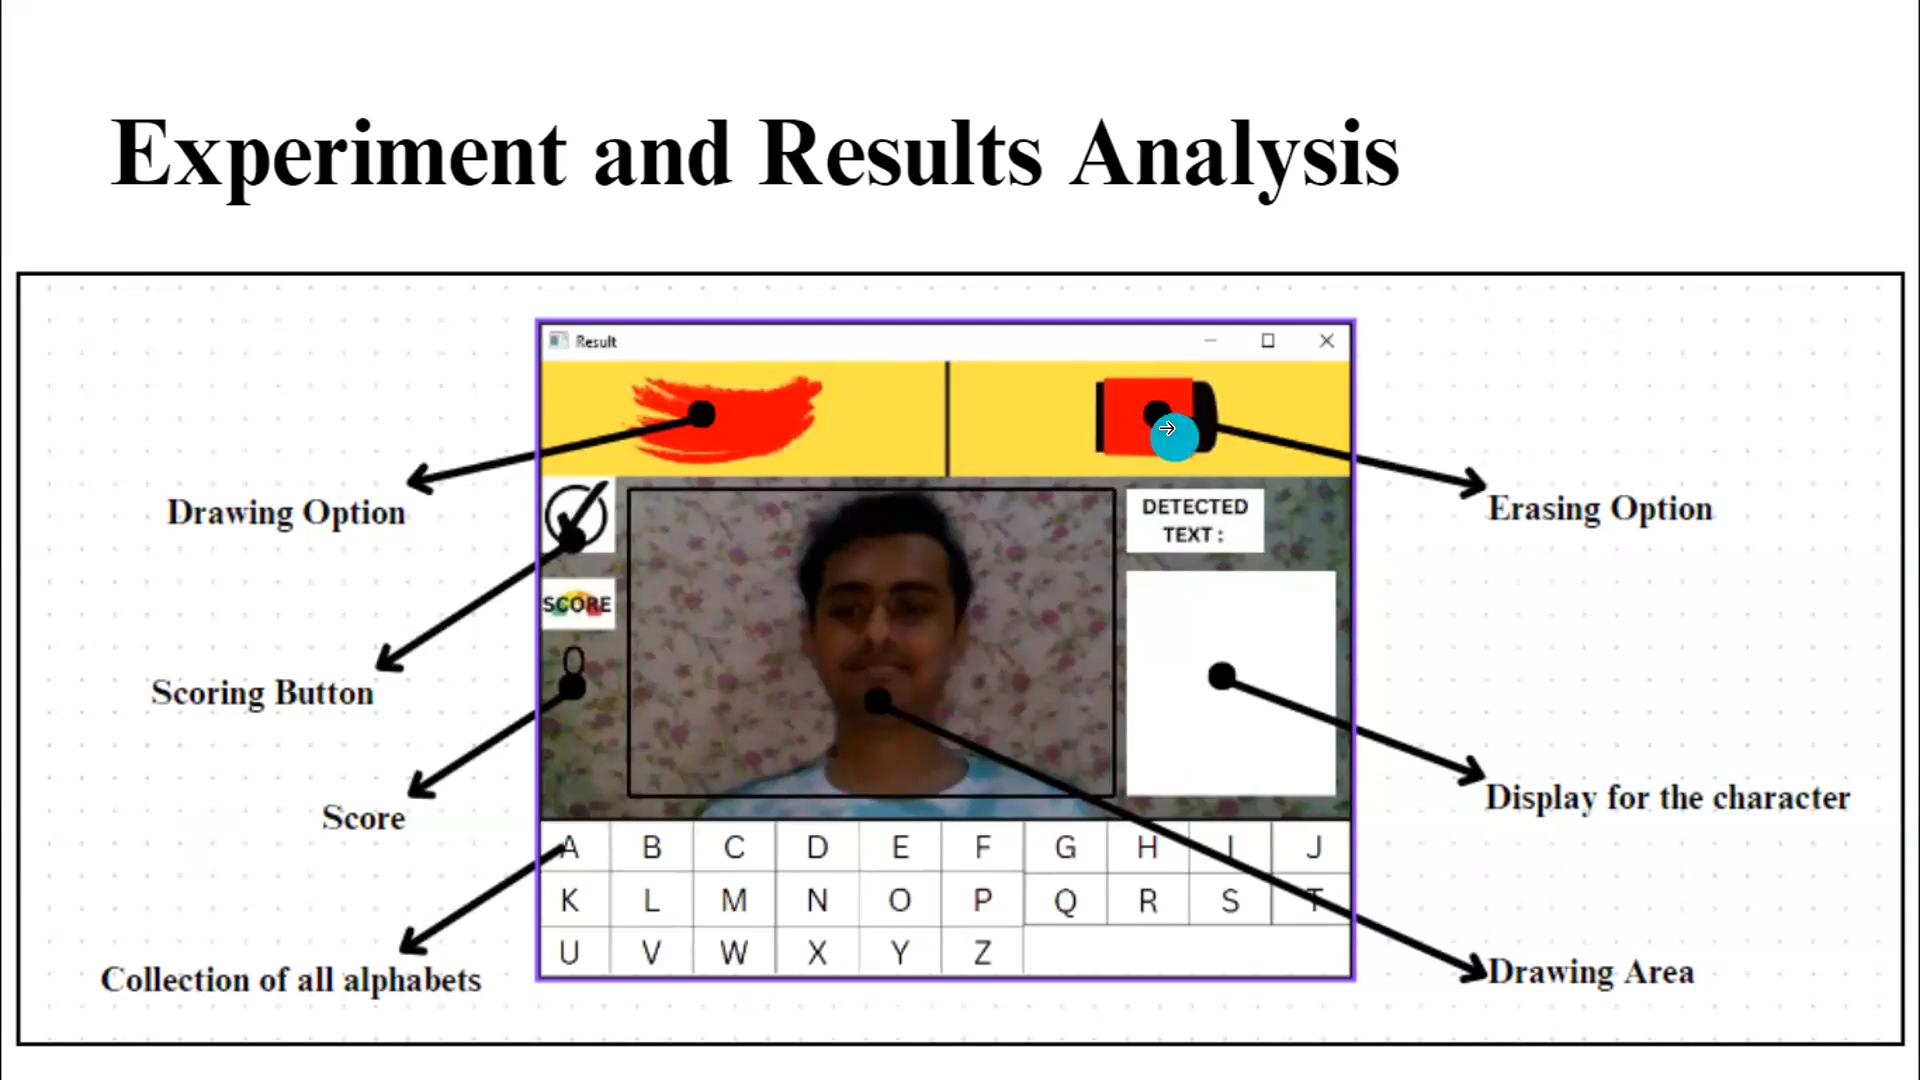 Experiment and Results Analysis
Result
Drawing Option
Erasing Option
DETECTED
TEXT :
SCORE
0
Scoring Button
Score
Display for the character
A B C D E F G H I J
K L M N O P Q R S T
U V W X Y Z
Collection of all alphabets
Drawing Area